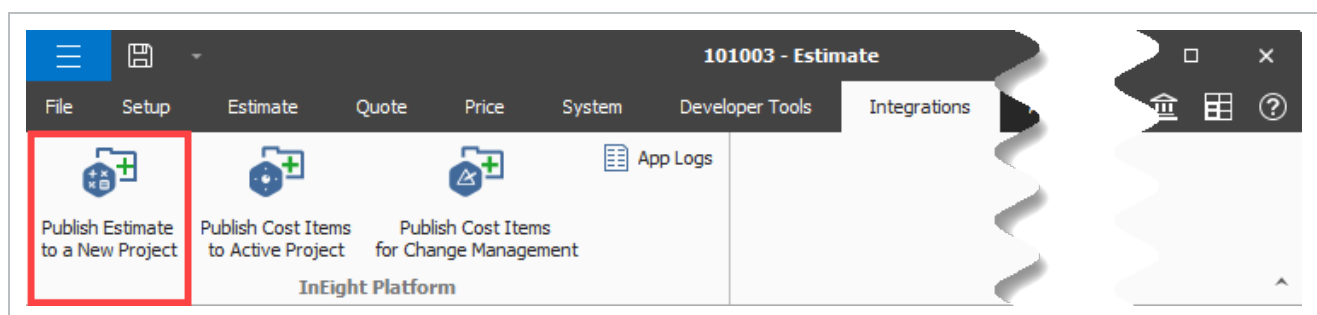 101003 - Estimate
File Setup Estimate Quote Price System Developer Tools Integrations
App Logs
Publish Estimate Publish Cost Items Publish Cost Items
to a New Project to Active Project for Change Management
InEight Platform